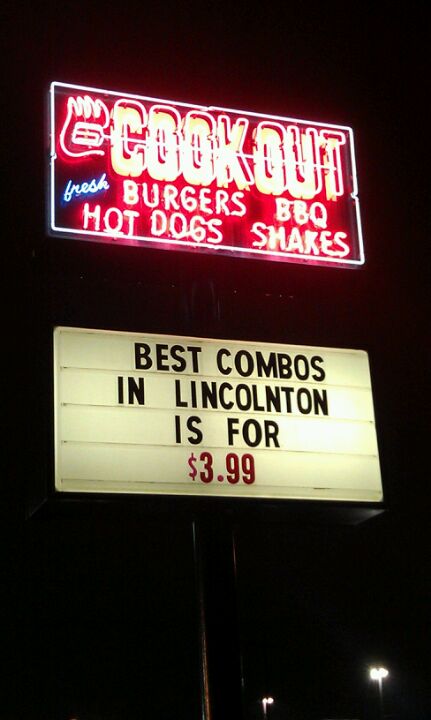 COOK OUT
fresh BURGERS BBQ
HOT DOGS SHAKES
BEST COMBOS
IN LINCOLNTON
IS FOR
$3.99